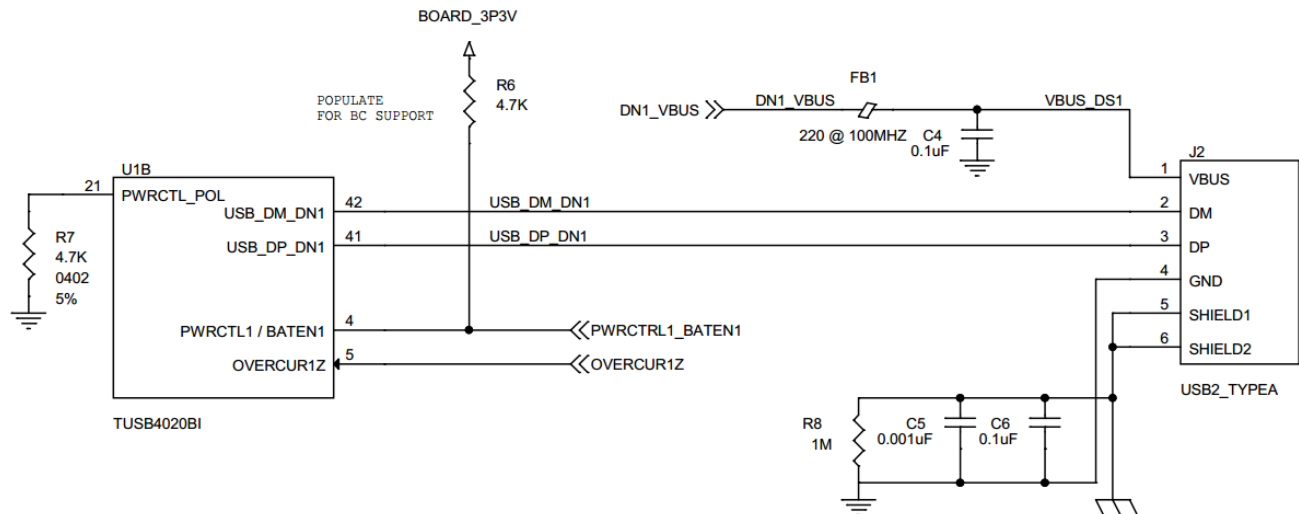 BOARD_3P3V
R6
4.7K
POPULATE
FOR BC SUPPORT
FB1
DN1_VBUS
DN1_VBUS
VBUS_DS1
220 @ 100MHZ
C4
0.1uF
J2
U1B
21
PWRCTL_POL
1
VBUS
USB_DM_DN1
42
USB_DM_DN1
2
DM
USB_DP_DN1
41
USB_DP_DN1
3
DP
R7
4.7K
0402
5%
4
GND
5
SHIELD1
PWRCTL1 / BATEN1
4
PWRCTRL1_BATEN1
6
SHIELD2
OVERCUR1Z
5
OVERCUR1Z
USB2_TYPEA
TUSB4020BI
R8
1M
C5
0.001uF
C6
0.1uF